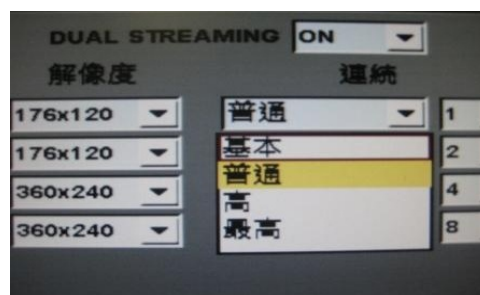 DUAL STREAMING ON
解像度 連続
176x120 普通 1
176x120 基本 2
普通
360x240 高 4
360x240 最高 8